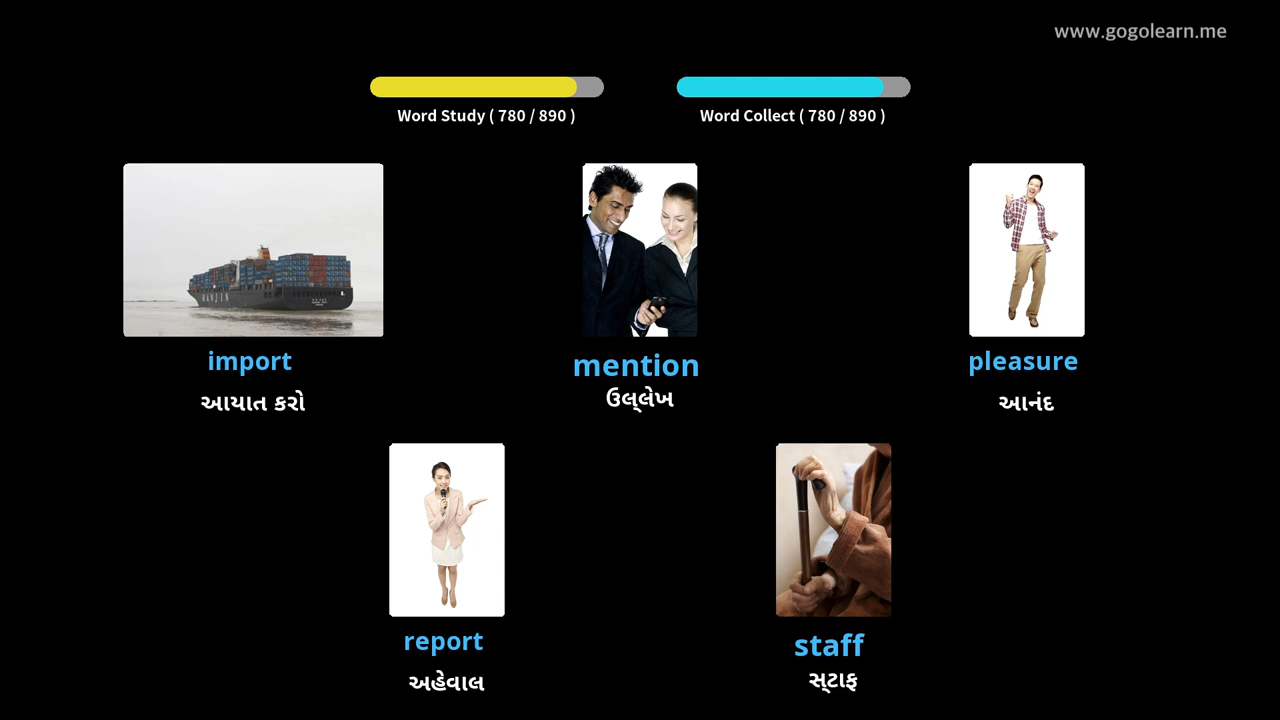 www.gogolearn.me
Word Study ( 780 / 890 )
Word Collect ( 780 / 890 )
HANJIN
import
mention
pleasure
આયાત કરો
ઉલ્લેખ
આનંદ
report
staff
અહેવાલ
સ્ટાફ